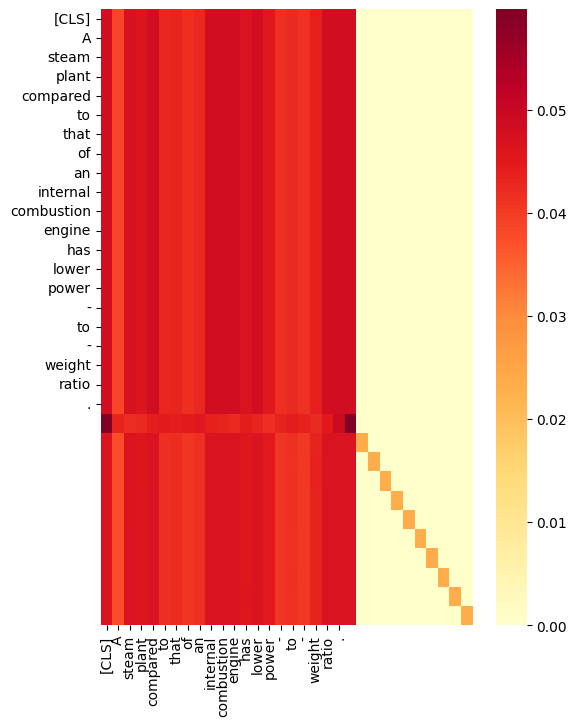 [CLS]
A
steam
plant
compared
to
that
of
an
internal
combustion
engine
has
lower
power
-
to
-
weight
ratio
.
0.05
0.04
0.03
0.02
0.01
0.00
[CLS]
A
steam
plant
compared
to
that
of
an
internal
combustion
engine
has
lower
power
-
to
-
weight
ratio
.